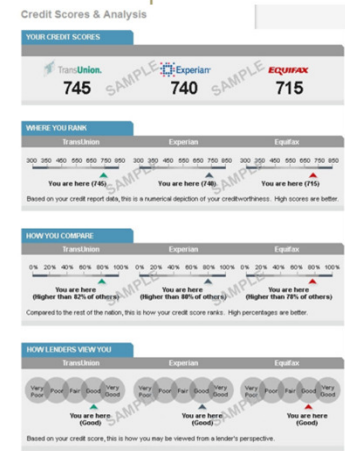 Credit Scores & Analysis
YOUR CREDIT SCORES
TransUnion. Experian EQUIFAX
745 740 715
SAMPLE SAMPLE
WHERE YOU RANK
TransUnion Experian Equifax
300 350 450 550 650 750 850 300 350 450 550 650 750 850 300 350 450 550 650 750 850
You are here (745) You are here (740) You are here (715)
SAMPLE SAMPLE
Based on your credit report data, this is a numerical depiction of your creditworthiness. High scores are better.
HOW YOU COMPARE
TransUnion Experian Equifax
0% 20% 40% 60% 80% 100% 0% 20% 40% 60% 80% 100% 0% 20% 40% 60% 80% 100%
You are here You are here You are here
(Higher than 82% of others) (Higher than 80% of others) (Higher than 70% of others)
SAMPLE SAMPLE
Compared to the rest of the nation, this is how your credit score ranks. High percentages are better.
HOW LENDERS VIEW YOU
TransUnion Experian Equifax
Very Poor Poor Fair Good Very Good Very Poor Poor Fair Good Very Good Very Poor Poor Fair Good Very Good
You are here You are here You are here
(Good) (Good) (Good)
SAMPLE SAMPLE
Based on your credit score, this is how you may be viewed from a lender's perspective.